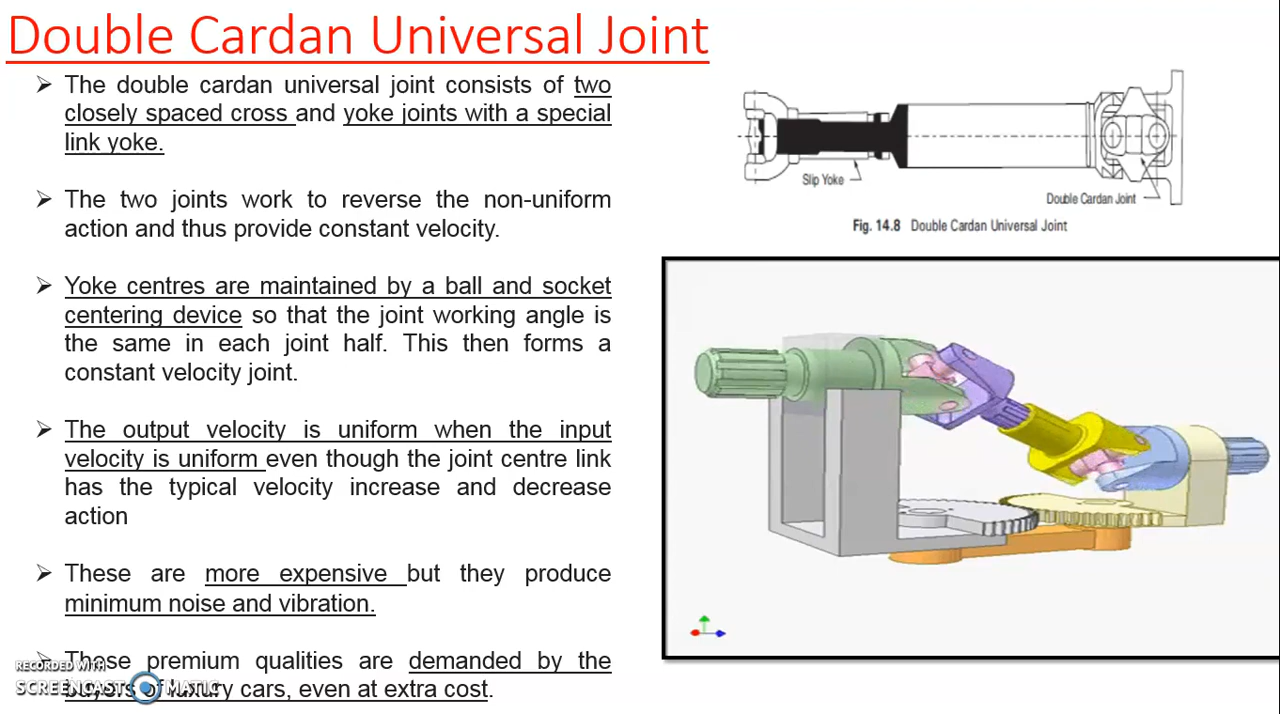 Double Cardan Universal Joint
➢ The double cardan universal joint consists of two
closely spaced cross and yoke joints with a special
link yoke.
➢ The two joints work to reverse the non-uniform
action and thus provide constant velocity.
➢ Yoke centres are maintained by a ball and socket
centering device so that the joint working angle is
the same in each joint half. This then forms a
constant velocity joint.
➢ The output velocity is uniform when the input
velocity is uniform even though the joint centre link
has the typical velocity increase and decrease
action
➢ These are more expensive but they produce
minimum noise and vibration.
➢ These premium qualities are demanded by the
buyers of luxury cars, even at extra cost.
Slip Yoke
Double Cardan Joint
Fig. 14.8 Double Cardan Universal Joint
RECORDED WITH
SCREENCAST MATIC